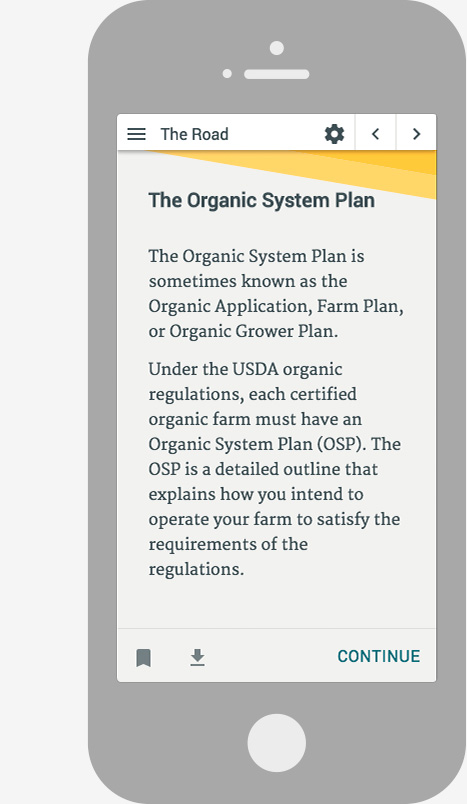 The Road
The Organic System Plan
The Organic System Plan is
sometimes known as the
Organic Application, Farm Plan,
or Organic Grower Plan.
Under the USDA organic
regulations, each certified
organic farm must have an
Organic System Plan (OSP). The
OSP is a detailed outline that
explains how you intend to
operate your farm to satisfy the
requirements of the
regulations.
CONTINUE